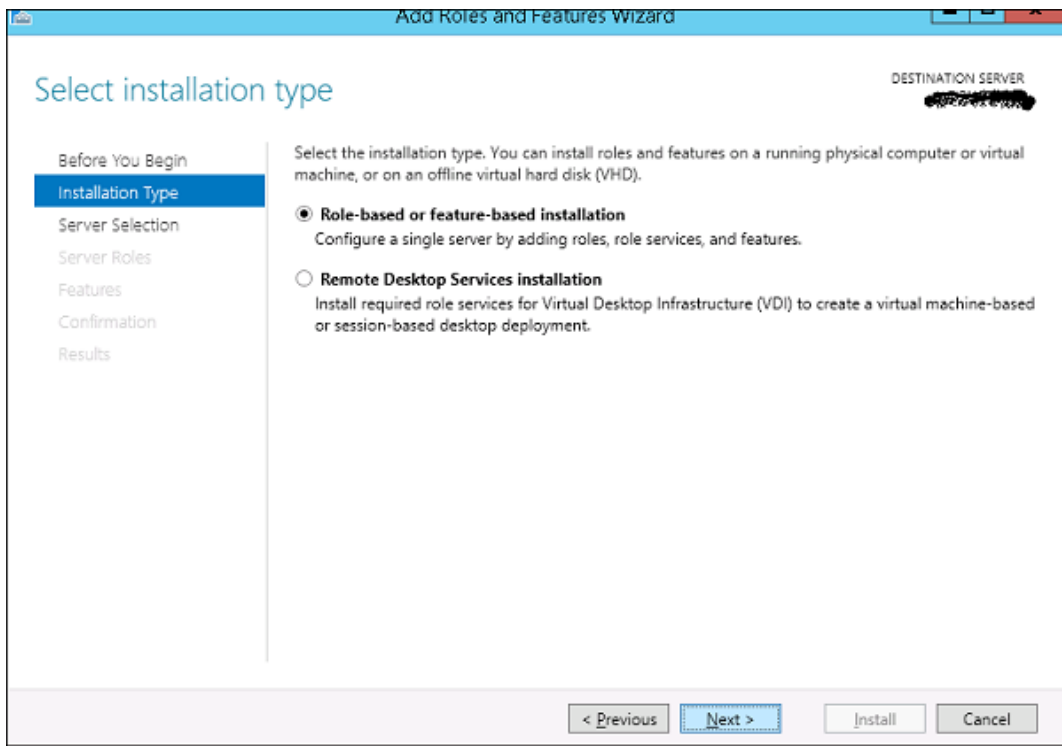 Add Roles and Features Wizard
Select installation type
DESTINATION SERVER
Before You Begin
Installation Type
Server Selection
Server Roles
Features
Confirmation
Results
Select the installation type. You can install roles and features on a running physical computer or virtual
machine, or on an offline virtual hard disk (VHD).
Role-based or feature-based installation
Configure a single server by adding roles, role services, and features.
Remote Desktop Services installation
Install required role services for Virtual Desktop Infrastructure (VDI) to create a virtual machine-based
or session-based desktop deployment.
< Previous
Next >
Install
Cancel